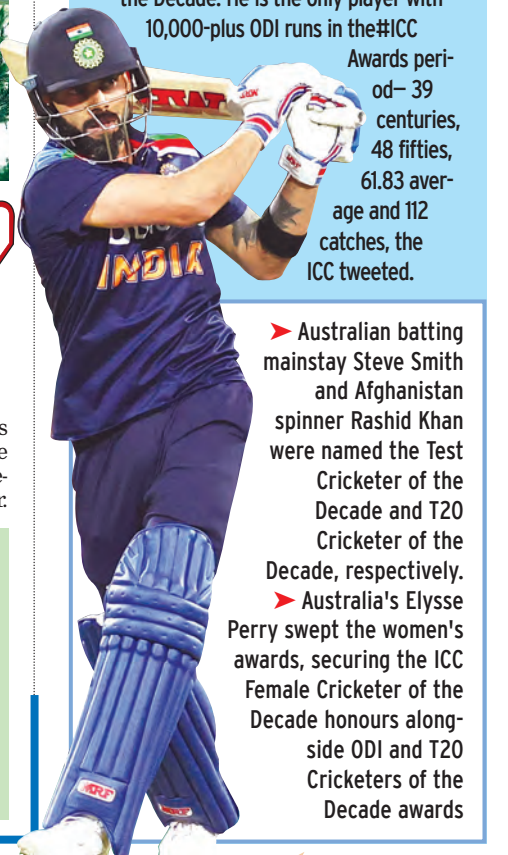 the Decade. He is the only player with
10,000-plus ODI runs in the#ICC
Awards peri-
od— 39
centuries,
48 fifties,
61.83 aver-
age and 112
catches, the
ICC tweeted.
INDIA
➤ Australian batting
mainstay Steve Smith
and Afghanistan
spinner Rashid Khan
were named the Test
Cricketer of the
Decade and T20
Cricketer of the
Decade, respectively.
➤ Australia's Elysse
Perry swept the women's
awards, securing the ICC
Female Cricketer of the
Decade honours along-
side ODI and T20
Cricketers of the
Decade awards
s
e
e-
r.
MRF
MRF